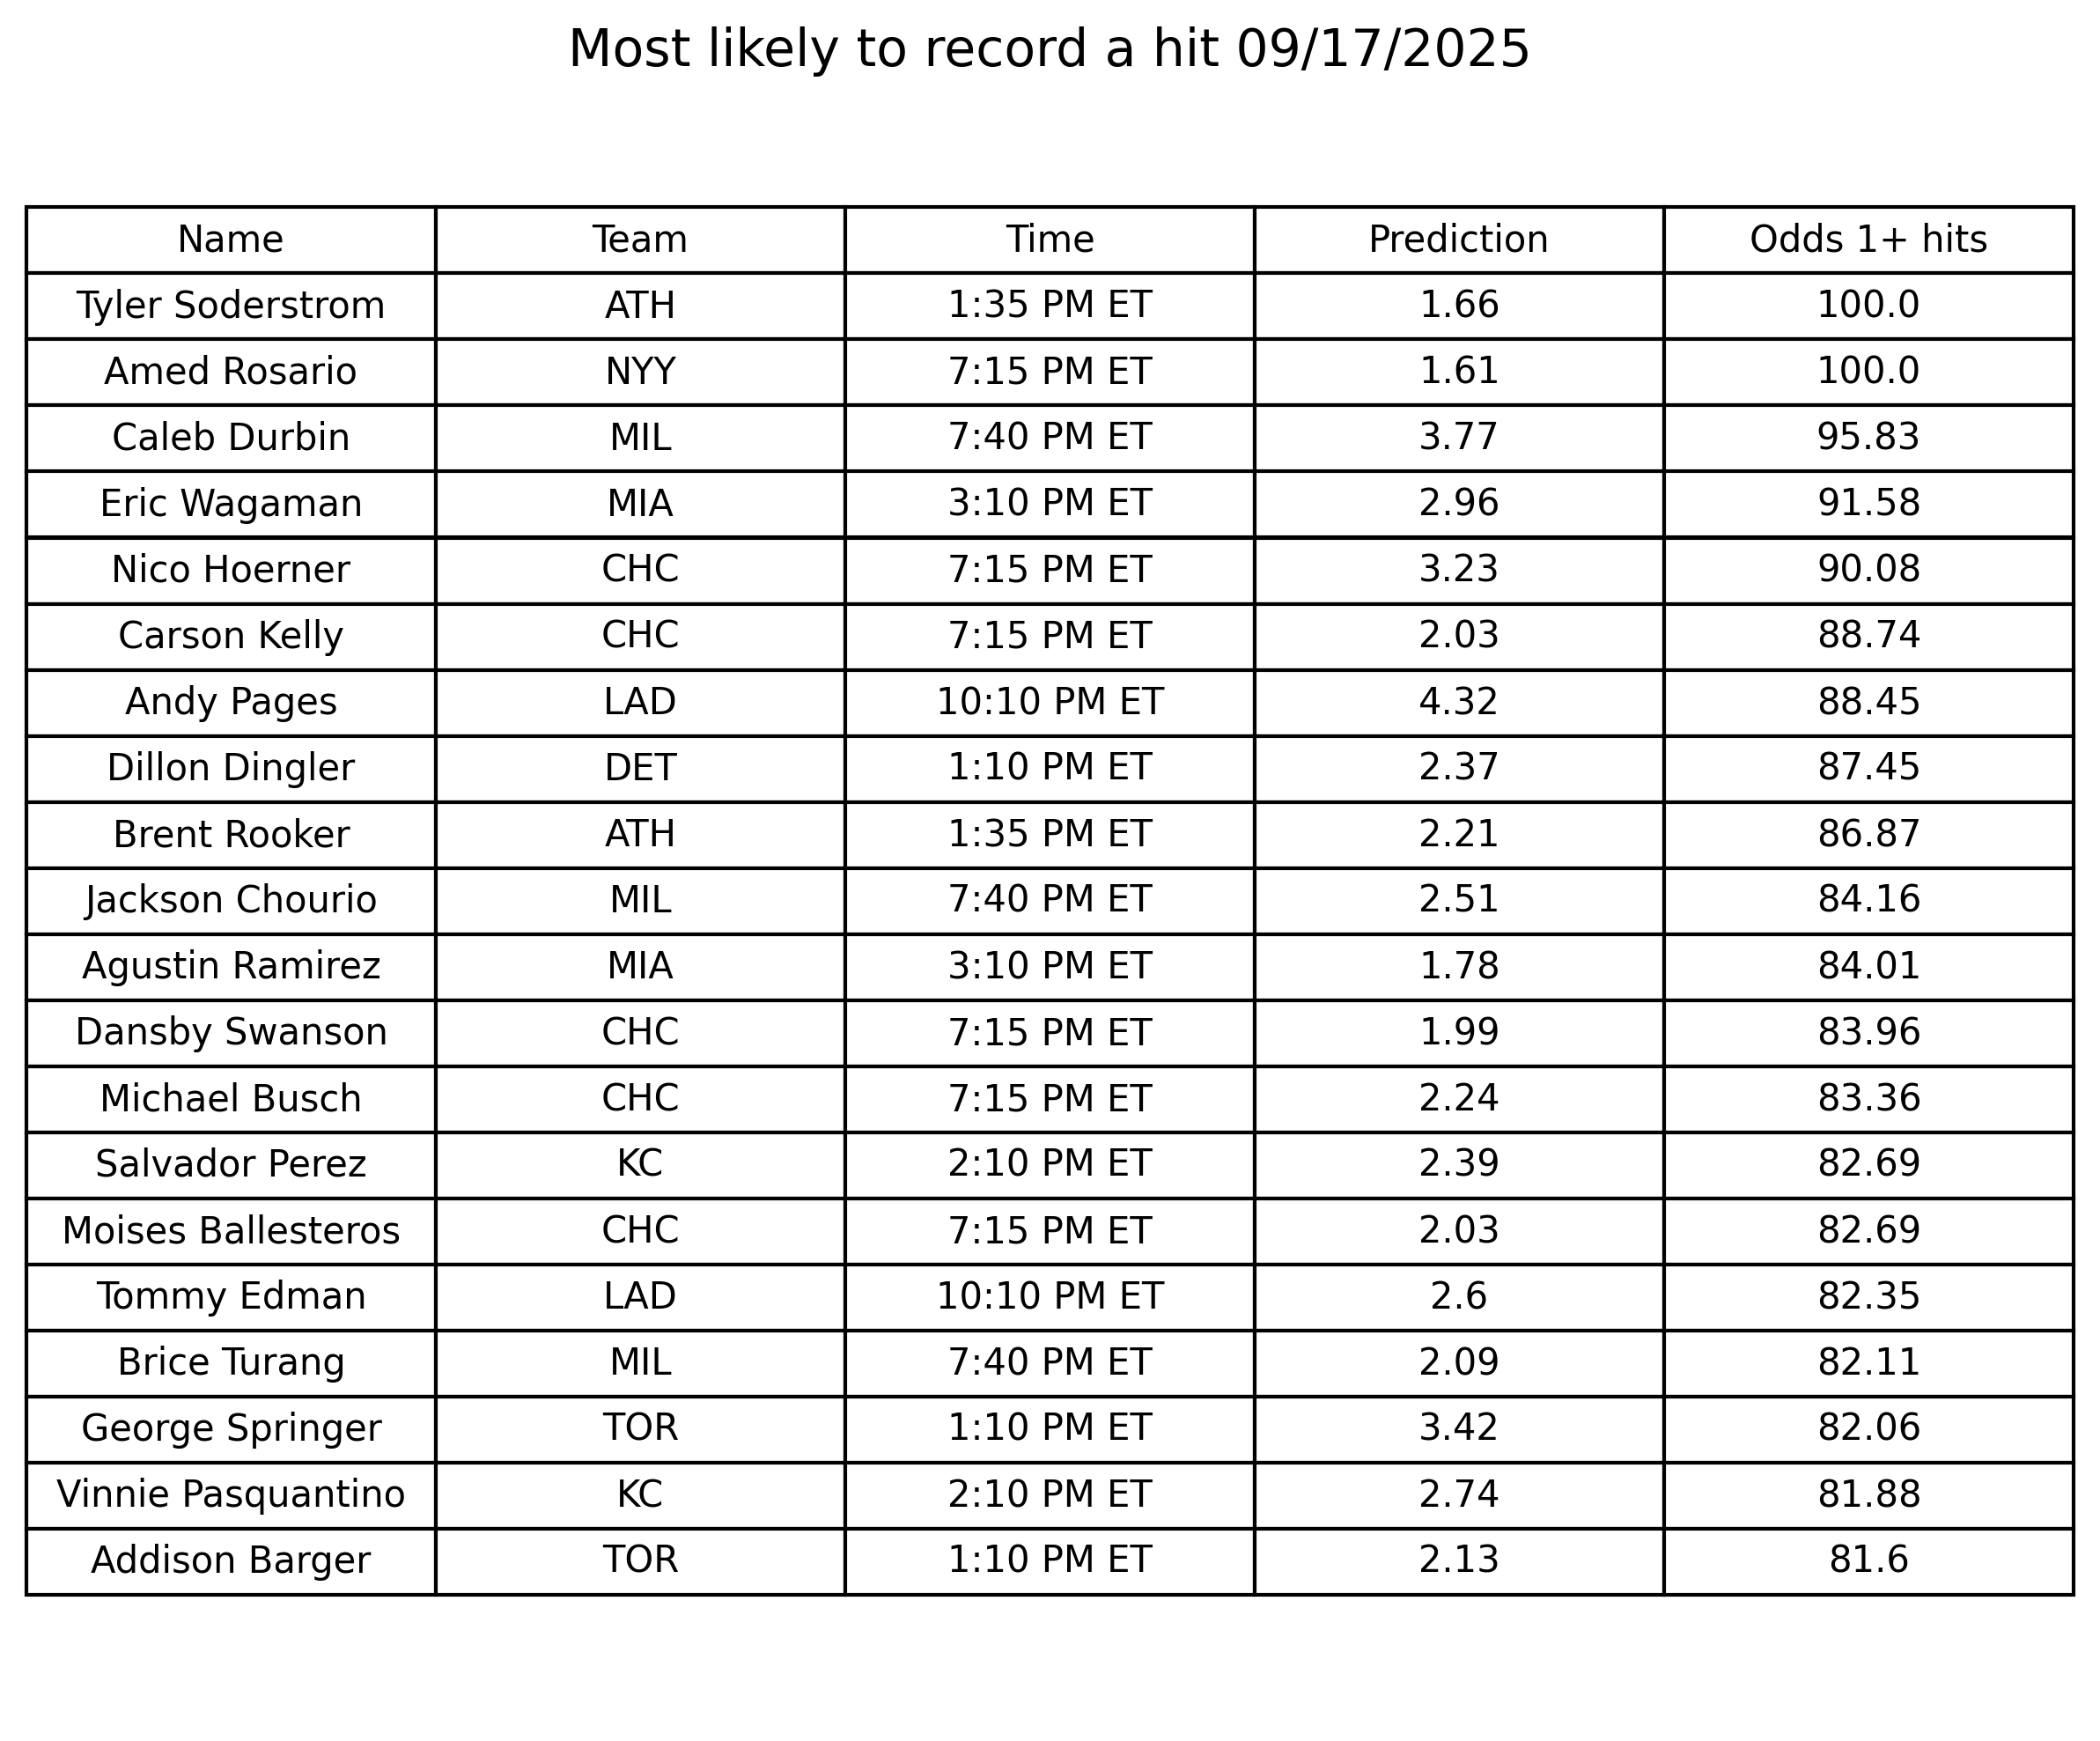 Most likely to record a hit 09/17/2025
Name Team Time Prediction Odds 1+ hits
Tyler Soderstrom ATH 1:35 PM ET 1.66 100.0
Amed Rosario NYY 7:15 PM ET 1.61 100.0
Caleb Durbin MIL 7:40 PM ET 3.77 95.83
Eric Wagaman MIA 3:10 PM ET 2.96 91.58
Nico Hoerner CHC 7:15 PM ET 3.23 90.08
Carson Kelly CHC 7:15 PM ET 2.03 88.74
Andy Pages LAD 10:10 PM ET 4.32 88.45
Dillon Dingler DET 1:10 PM ET 2.37 87.45
Brent Rooker ATH 1:35 PM ET 2.21 86.87
Jackson Chourio MIL 7:40 PM ET 2.51 84.16
Agustin Ramirez MIA 3:10 PM ET 1.78 84.01
Dansby Swanson CHC 7:15 PM ET 1.99 83.96
Michael Busch CHC 7:15 PM ET 2.24 83.36
Salvador Perez KC 2:10 PM ET 2.39 82.69
Moises Ballesteros CHC 7:15 PM ET 2.03 82.69
Tommy Edman LAD 10:10 PM ET 2.6 82.35
Brice Turang MIL 7:40 PM ET 2.09 82.11
George Springer TOR 1:10 PM ET 3.42 82.06
Vinnie Pasquantino KC 2:10 PM ET 2.74 81.88
Addison Barger TOR 1:10 PM ET 2.13 81.6